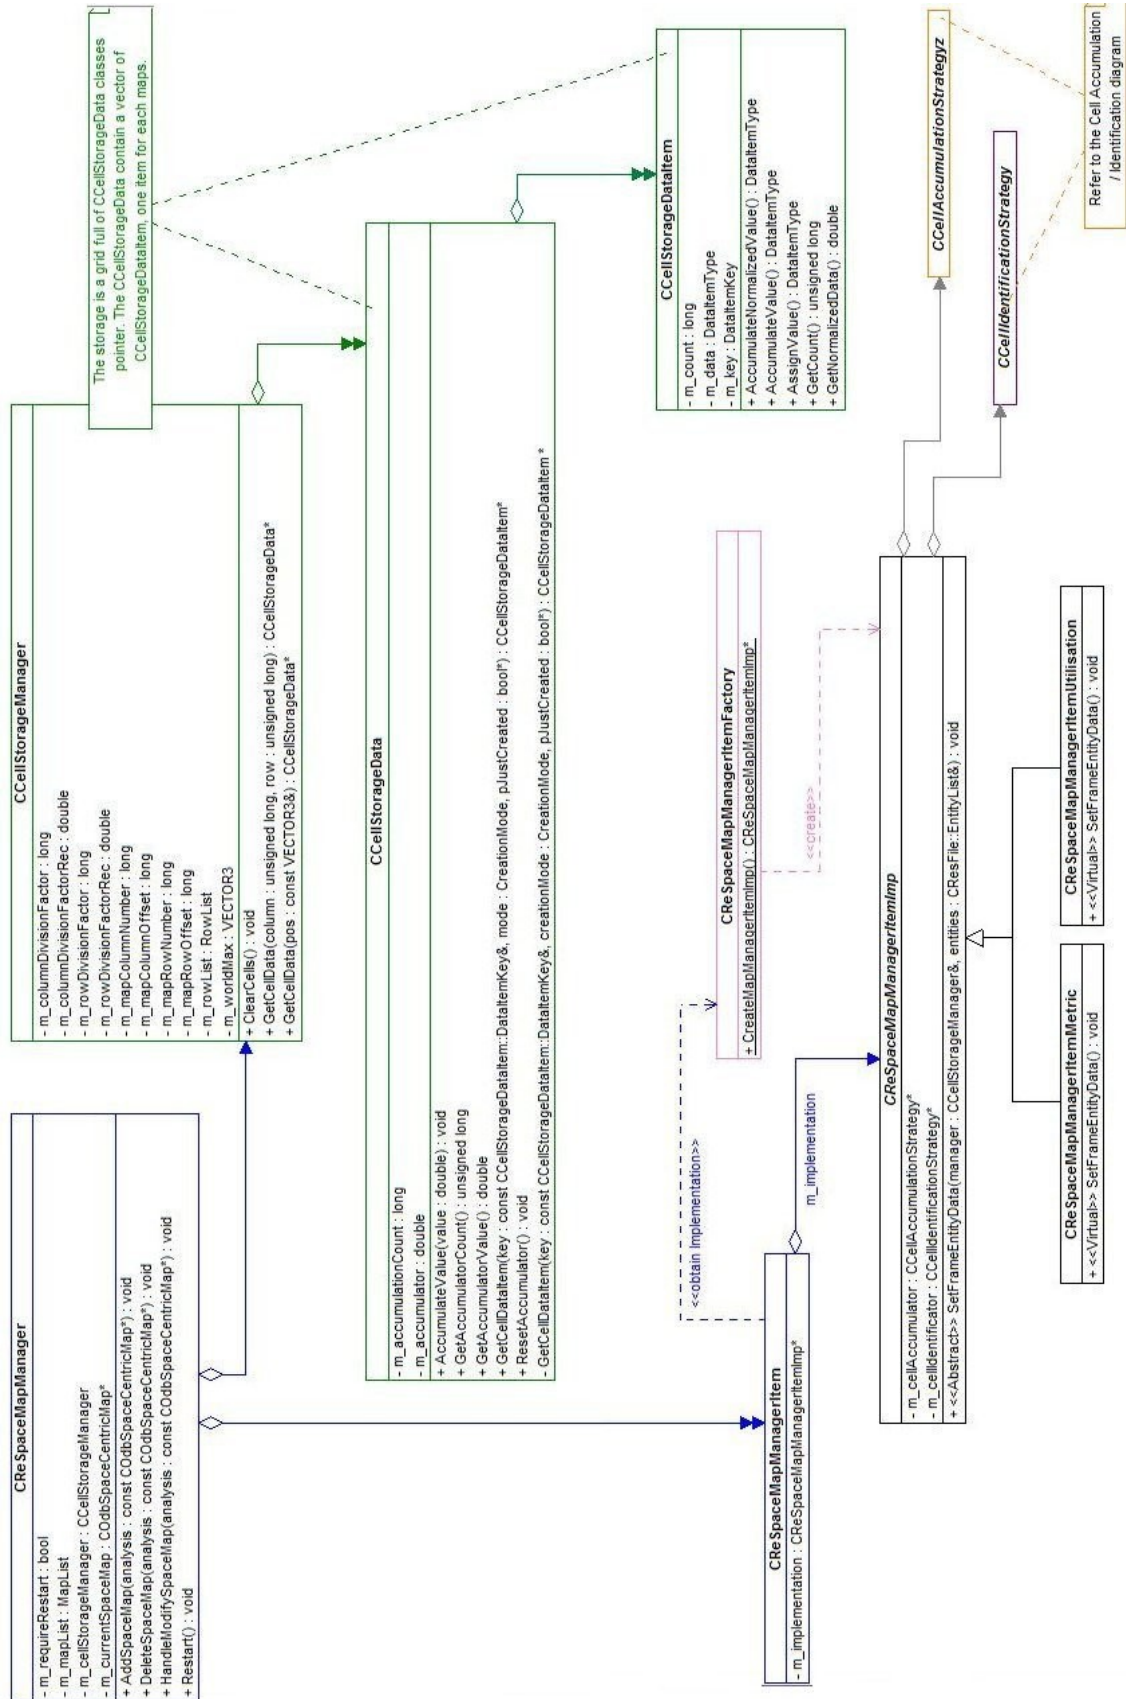 CReSpaceMapManager
- m_requireRestart : bool
- m_mapList : MapList
- m_cellStorageManager : CCellStorageManager
- m_currentSpaceMap : COdbSpaceCentricMap*
+ AddSpaceMap(analysis : const COdbSpaceCentricMap*) : void
+ DeleteSpaceMap(analysis : const COdbSpaceCentricMap*) : void
+ HandleModifySpaceMap(analysis : const COdbSpaceCentricMap*) : void
+ Restart() : void
CCellStorageManager
- m_columnDivisionFactor : long
- m_columnDivisionFactorRec : double
- m_rowDivisionFactor : long
- m_rowDivisionFactorRec : double
- m_mapColumnNumber : long
- m_mapColumnOffset : long
- m_mapRowNumber : long
- m_mapRowOffset : long
- m_rowList : RowList
- m_worldMax : VECTOR3
+ ClearCells() : void
+ GetCellData(column : unsigned long, row : unsigned long) : CCellStorageData*
+ GetCellData(pos : const VECTOR3&) : CCellStorageData*
The storage is a grid full of CCellStorageData classes
pointer. The CCellStorageData contain a vector of
CCellStorageDataItem, one item for each maps.
CCellStorageData
- m_accumulationCount : long
- m_accumulator : double
+ AccumulateValue(value : double) : void
+ GetAccumulatorCount() : unsigned long
+ GetAccumulatorValue() : double
+ GetCellDataItem(key : const CCellStorageDataItem::DataItemKey&, mode : CreationMode, pJustCreated : bool*) : CCellStorageDataItem*
+ ResetAccumulator() : void
- GetCellDataItem(key : const CCellStorageDataItem::DataItemKey&, creationMode : CreationMode, pJustCreated : bool*) : CCellStorageDataItem *
CCellStorageDataItem
- m_count : long
- m_data : DataItemType
- m_key : DataItemKey
+ AccumulateNormalizedValue() : DataItemType
+ AccumulateValue() : DataItemType
+ AssignValue() : DataItemType
+ GetCount() : unsigned long
+ GetNormalizedData() : double
CReSpaceMapManagerItem
- m_implementation : CReSpaceMapManagerItemImp*
<<obtain Implementation>>
m_implementation
CReSpaceMapManagerItemFactory
+ CreateMapManagerItemImp() : CReSpaceMapManagerItemImp*
<<create>>
CReSpaceMapManagerItemImp
- m_cellAccumulator : CCellAccumulationStrategy*
- m_cellIdentificator : CCellIdentificationStrategy*
+ <<Abstract>> SetFrameEntityData(manager : CCellStorageManager&, entities : CResFile::EntityList&) : void
CCellAccumulationStrategyz
CCellIdentificationStrategy
Refer to the Cell Accumulation
/ Identification diagram
CReSpaceMapManagerItemMetric
+ <<Virtual>> SetFrameEntityData() : void
CReSpaceMapManagerItemUtilisation
+ <<Virtual>> SetFrameEntityData() : void